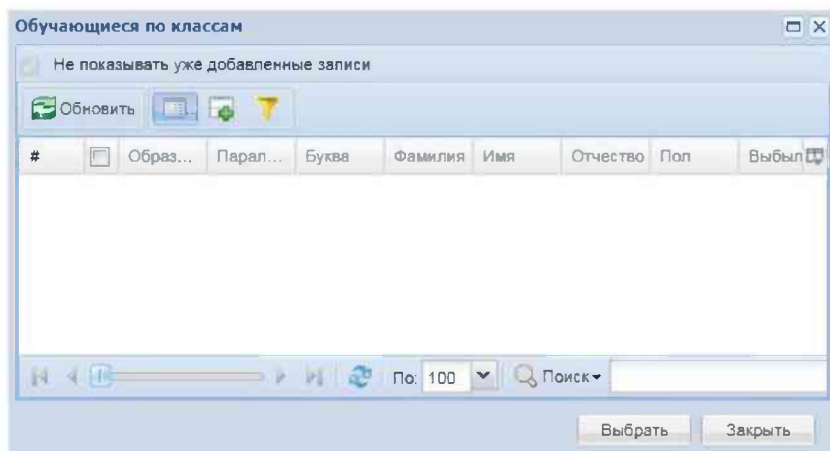 Обучающиеся по классам
Не показывать уже добавленные записи
Обновить
# Образ... Парал... Буква Фамилия Имя Отчество Пол Выбыл
По: 100 Поиск
Выбрать Закрыть